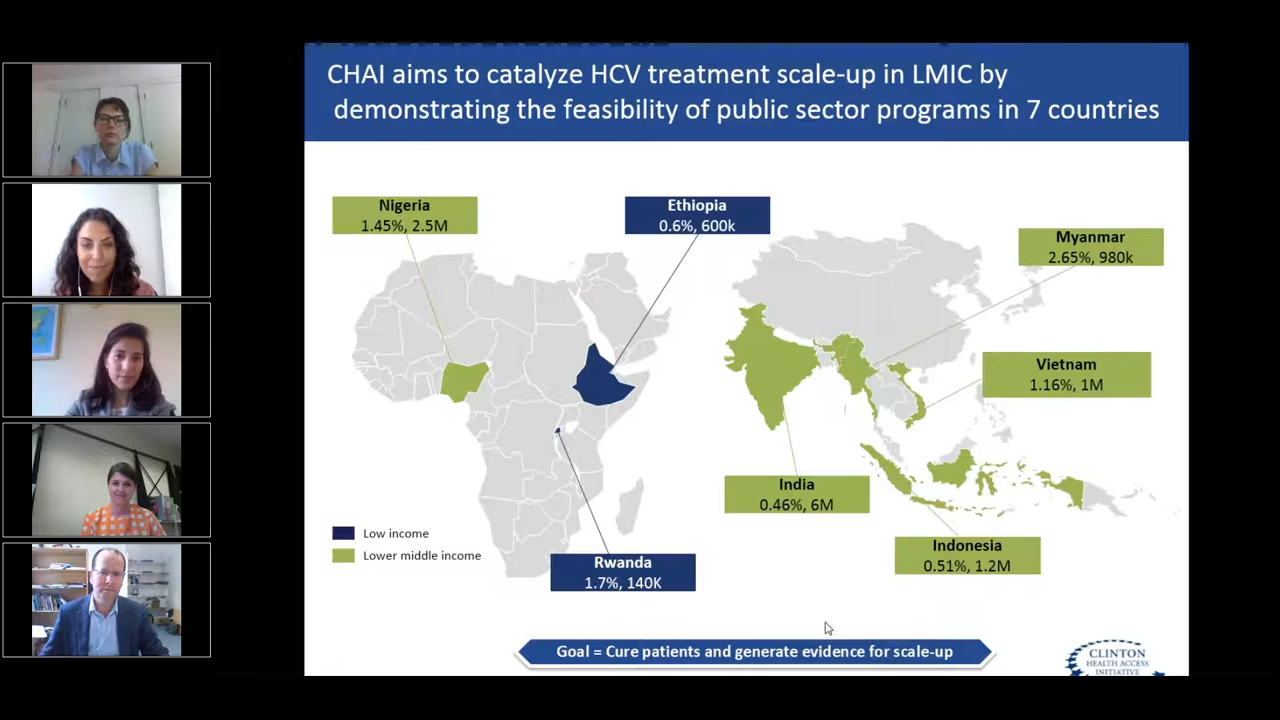 CHAI aims to catalyze HCV treatment scale-up in LMIC by
demonstrating the feasibility of public sector programs in 7 countries
Nigeria
1.45%, 2.5M
Ethiopia
0.6%, 600k
Myanmar
2.65%, 980k
Vietnam
1.16%, 1M
India
0.46%, 6M
Indonesia
0.51%, 1.2M
Low income
Lower middle income
Rwanda
1.7%, 140K
Goal = Cure patients and generate evidence for scale-up
CLINTON
HEALTH ACCESS
INITIATIVE